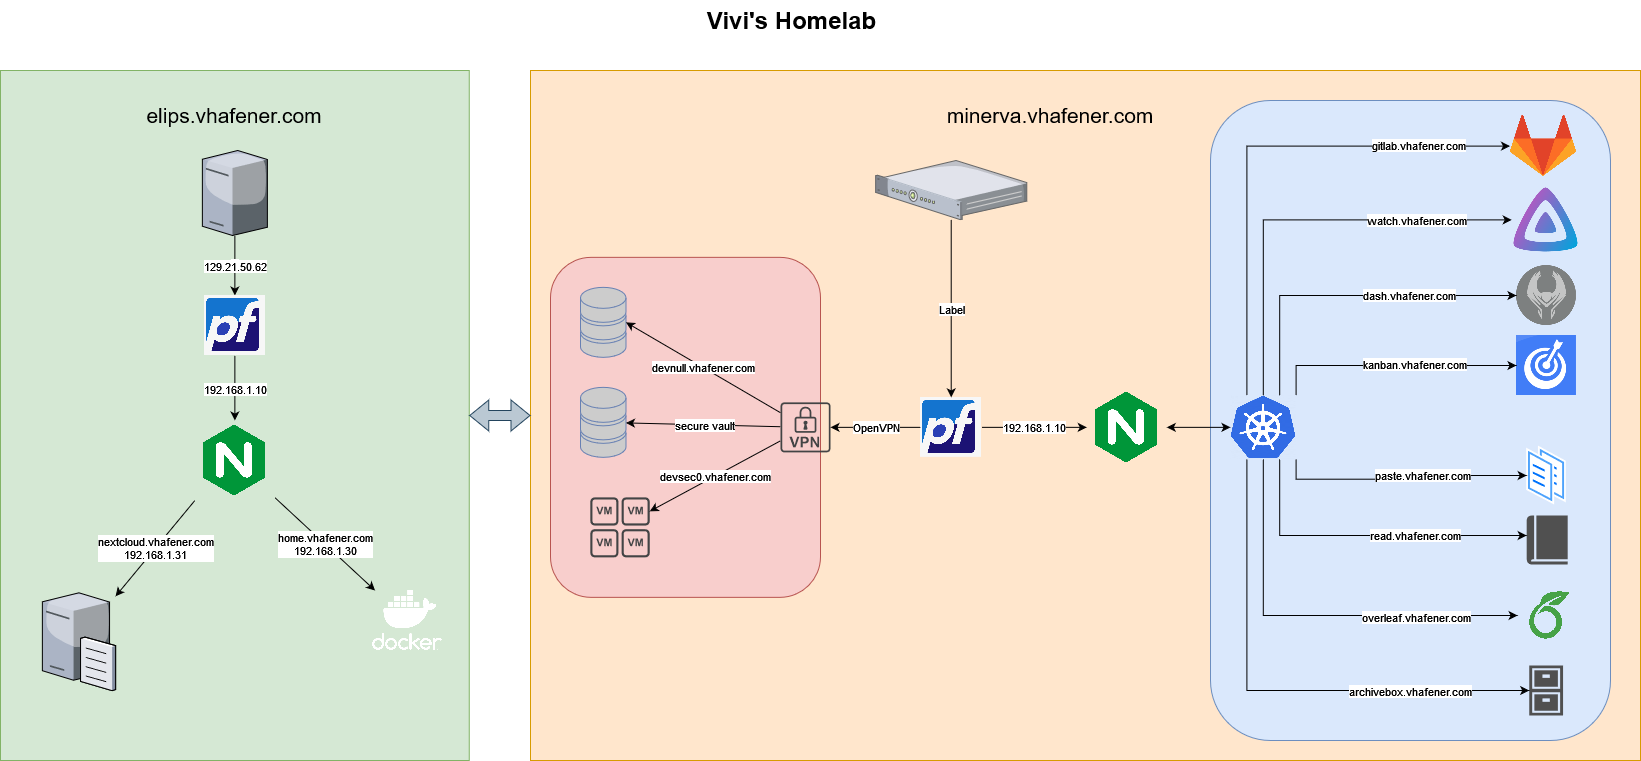 Vivi's Homelab
elips.vhafener.com
129.21.50.62
pf
192.168.1.10
N
nextcloud.vhafener.com
192.168.1.31
home.vhafener.com
192.168.1.30
docker
minerva.vhafener.com
Label
devnull.vhafener.com
secure vault
devsec0.vhafener.com
VM
VM
VM
VM
VPN
OpenVPN
pf
192.168.1.10
N
gitlab.vhafener.com
watch.vhafener.com
dash.vhafener.com
kanban.vhafener.com
paste.vhafener.com
read.vhafener.com
overleaf.vhafener.com
archivebox.vhafener.com